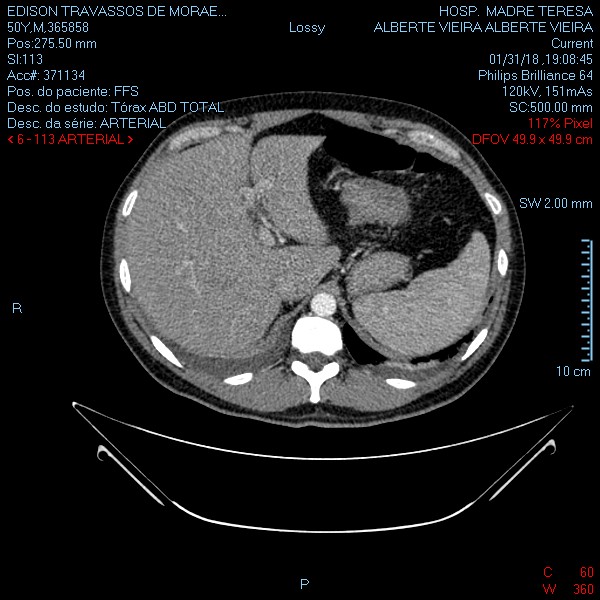 EDISON TRAVASSOS DE MORAE...
50Y,M,365858
Pos:275.50 mm
Sl:113
Acc#: 371134
Pos. do paciente: FFS
Desc. do estudo: Tórax ABD TOTAL
Desc. da série: ARTERIAL
< 6 - 113 ARTERIAL >
Lossy
HOSP. MADRE TERESA
ALBERTE VIEIRA ALBERTE VIEIRA
Current
01/31/18 ,19:08:45
Philips Brilliance 64
120kV, 151mAs
SC:500.00 mm
117% Pixel
DFOV 49.9 x 49.9 cm
SW 2.00 mm
R
10 cm
P
C 60
W 360